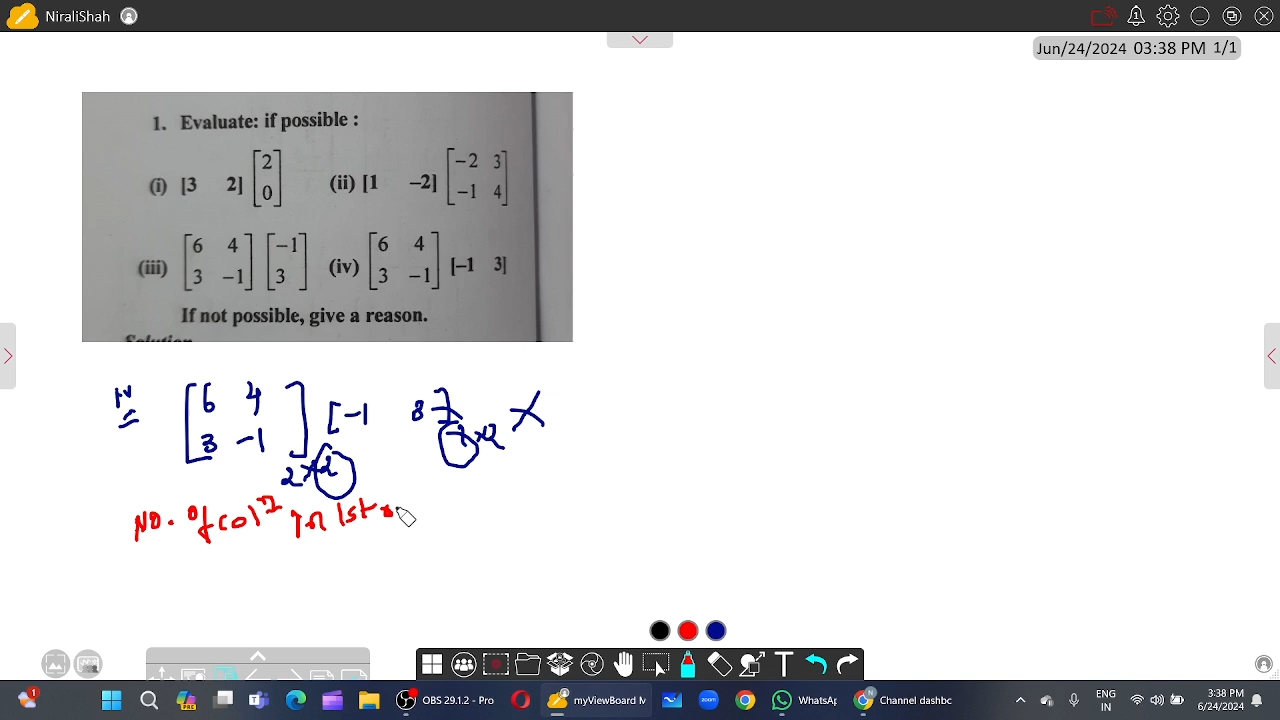 NiraliShah
Jun/24/2024 03:38 PM 1/1
1. Evaluate: if possible :
(i) [3 2] [2 0] (ii) [1 -2] [-2 3 -1 4]
(iii) [6 4 3 -1] [-1 3] (iv) [6 4 3 -1] [-1 3]
If not possible, give a reason.
Solution
iv [6 4 3 -1] 2×2 [-1 3] 1×2 ×
No. of col^n in 1st
OBS 29.1.2 - Pro
myViewBoard M
WhatsAp
Channel dashbc
ENG
IN
3:38 PM
6/24/2024